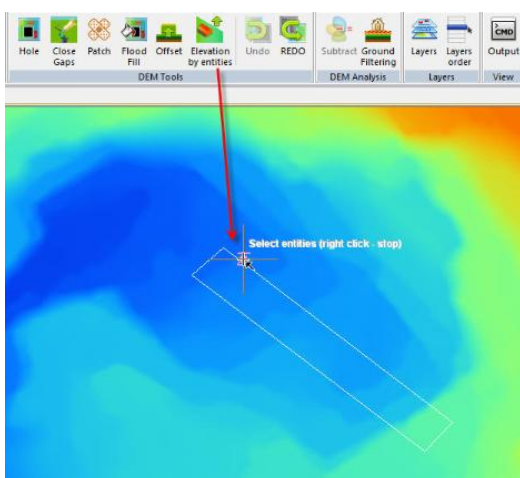 Hole Close Patch Flood Offset Elevation Undo REDO Subtract Ground Layers Layers Output
Gaps Fill by entities Filtering order
DEM Tools DEM Analysis Layers View
CMD
Select entities (right click - stop)